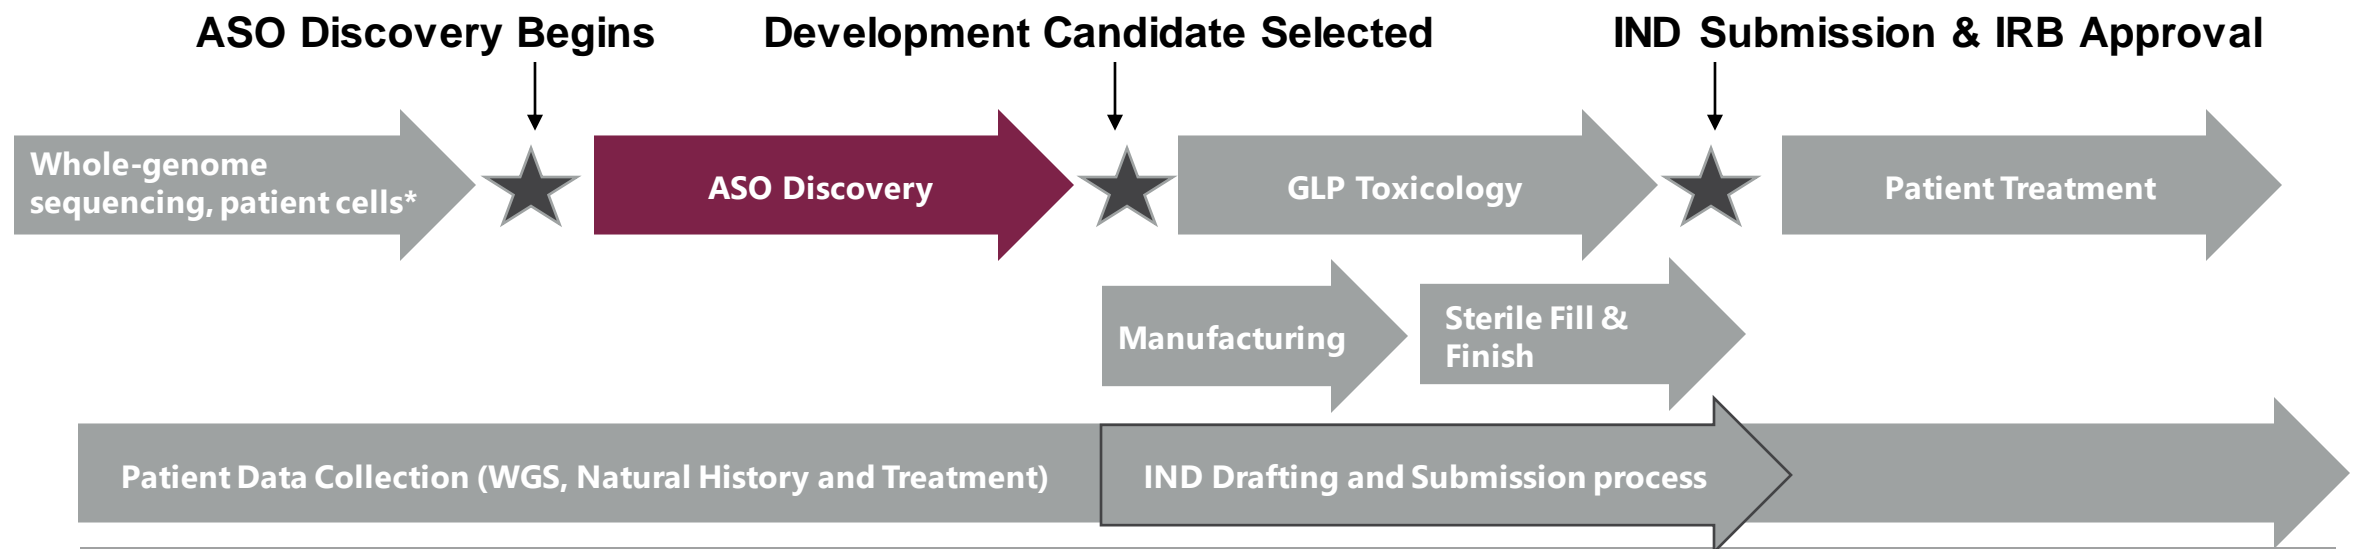 ASO Discovery Begins
Development Candidate Selected
IND Submission & IRB Approval
Whole-genome
sequencing, patient cells*
ASO Discovery
GLP Toxicology
Patient Treatment
Manufacturing
Sterile Fill &
Finish
Patient Data Collection (WGS, Natural History and Treatment)
IND Drafting and Submission process